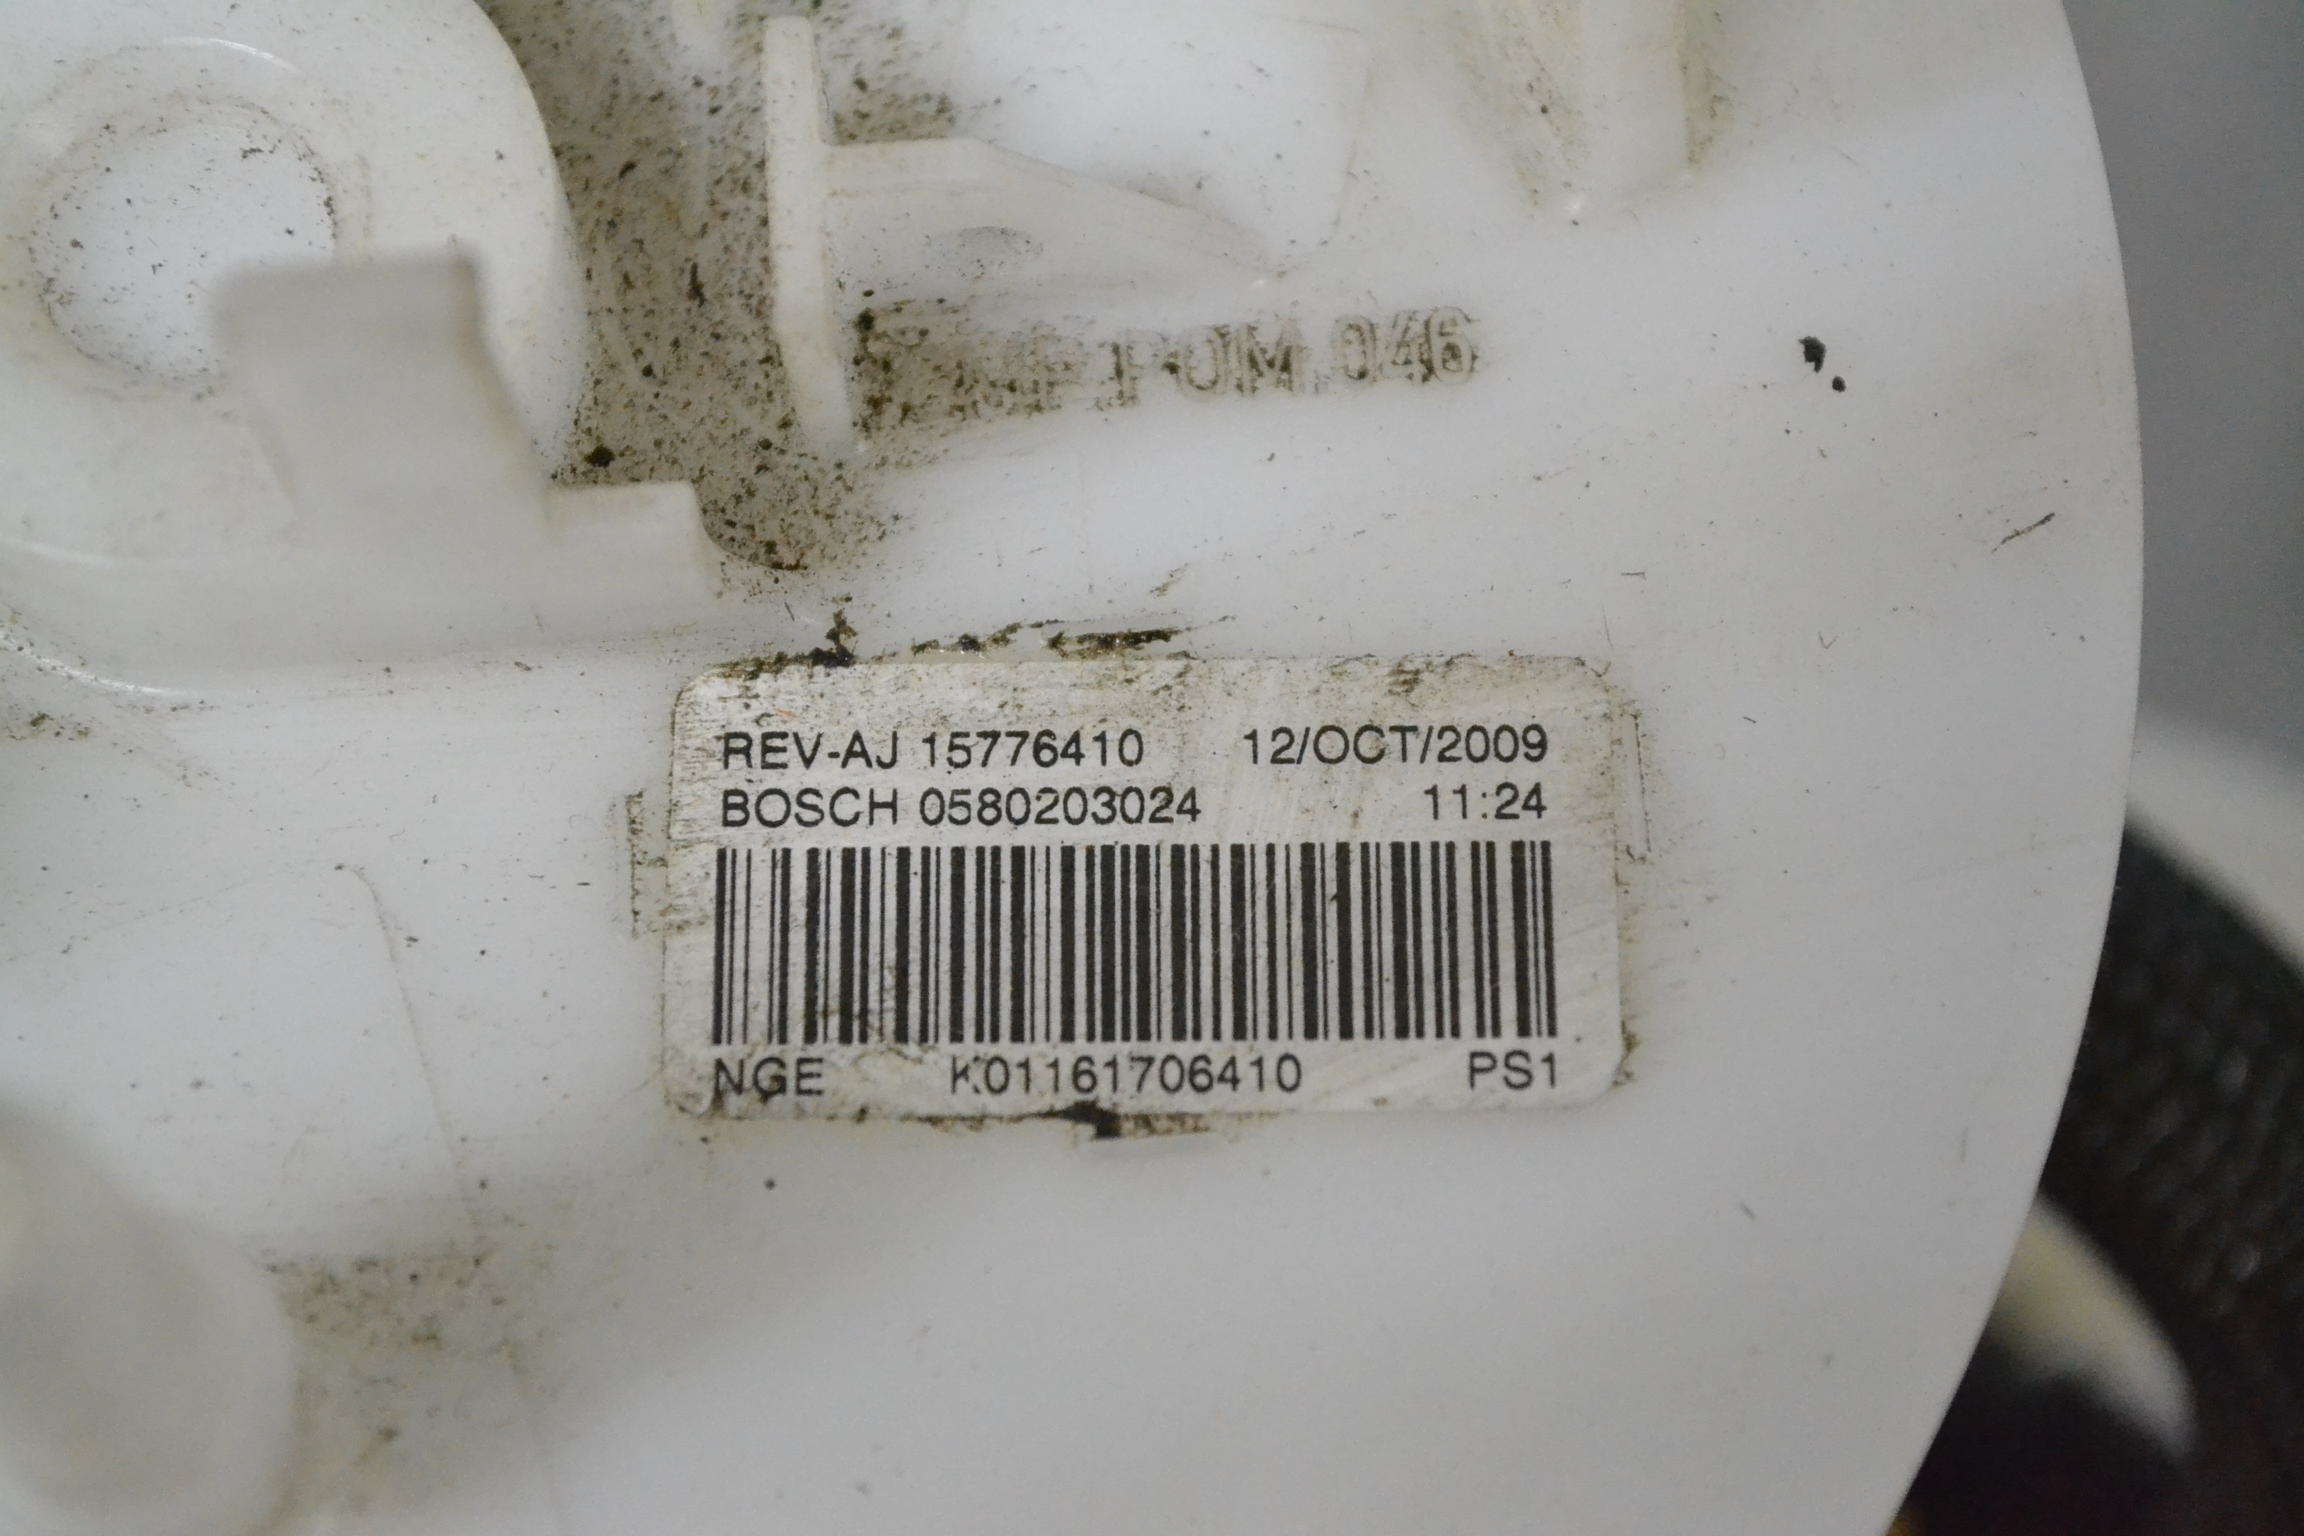 POM 046
REV-AJ 15776410 12/OCT/2009
BOSCH 0580203024 11:24
NGE K01161706410 PS1